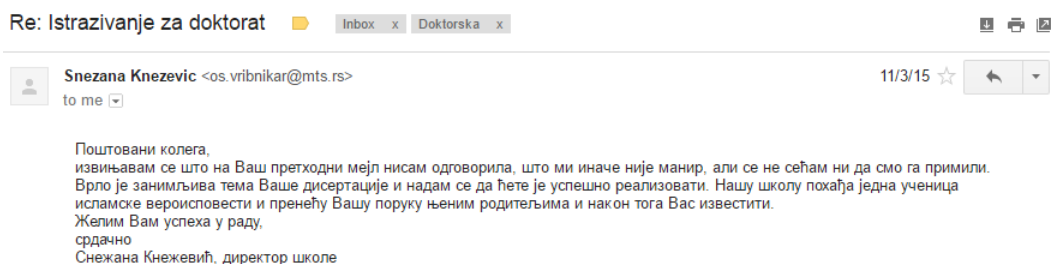 Re: Istrazivanje za doktorat Inbox x Doktorska x
Snezana Knezevic <os.vribnikar@mts.rs> 11/3/15
to me
Поштовани колега,
извињавам се што на Ваш претходни мејл нисам одговорила, што ми иначе није манир, али се не сећам ни да смо га примили.
Врло је занимљива тема Ваше дисертације и надам се да ћете је успешно реализовати. Нашу школу похађа једна ученица
исламске вероисповести и пренећу Вашу поруку њеним родитељима и након тога Вас известити.
Желим Вам успеха у раду,
срдачно
Снежана Кнежевић, директор школе